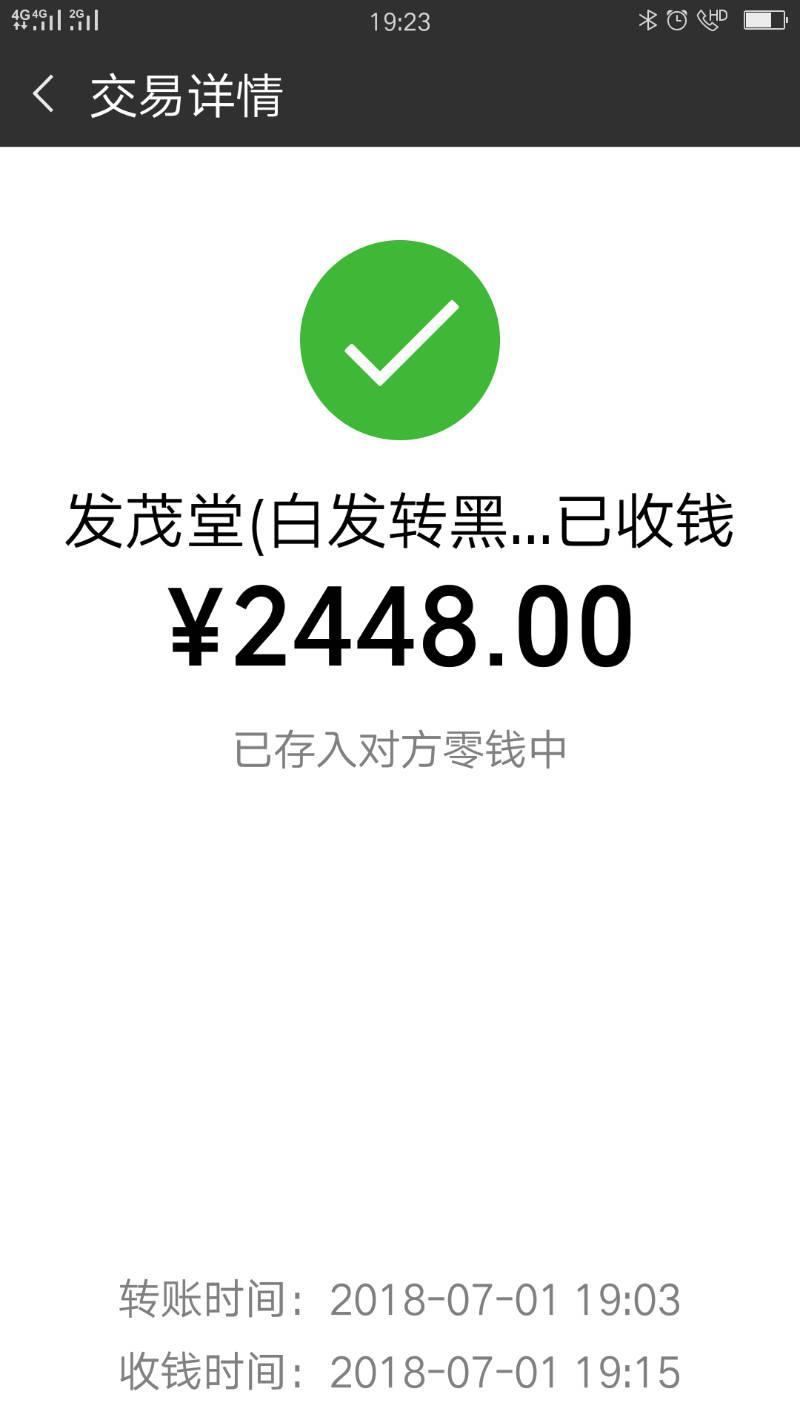 4G 4G 2G 19:23 HD
交易详情
发茂堂(白发转黑...已收钱
¥2448.00
已存入对方零钱中
转账时间：2018-07-01 19:03
收钱时间：2018-07-01 19:15